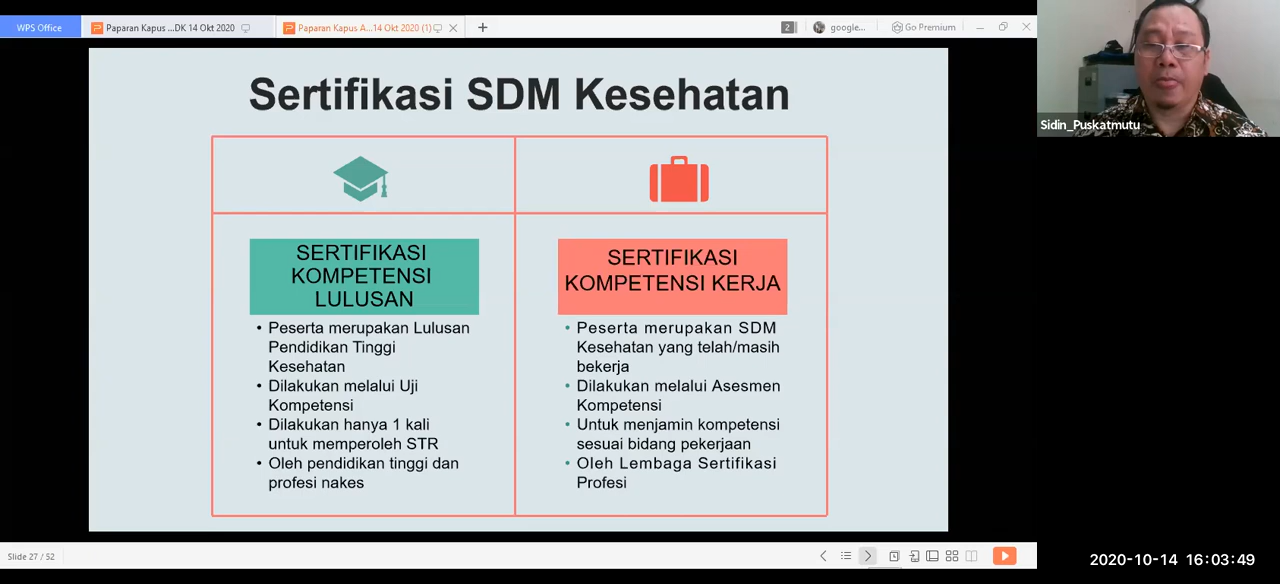 WPS Office
Paparan Kapus ...DK 14 Okt 2020
Paparan Kapus A...14 Okt 2020 (1)
2
google...
Go Premium
Sidin_Puskatmutu
Sertifikasi SDM Kesehatan
SERTIFIKASI
KOMPETENSI
LULUSAN
• Peserta merupakan Lulusan
Pendidikan Tinggi
Kesehatan
• Dilakukan melalui Uji
Kompetensi
• Dilakukan hanya 1 kali
untuk memperoleh STR
• Oleh pendidikan tinggi dan
profesi nakes
SERTIFIKASI
KOMPETENSI KERJA
• Peserta merupakan SDM
Kesehatan yang telah/masih
bekerja
• Dilakukan melalui Asesmen
Kompetensi
• Untuk menjamin kompetensi
sesuai bidang pekerjaan
• Oleh Lembaga Sertifikasi
Profesi
Slide 27 / 52
2020-10-14 16:03:49